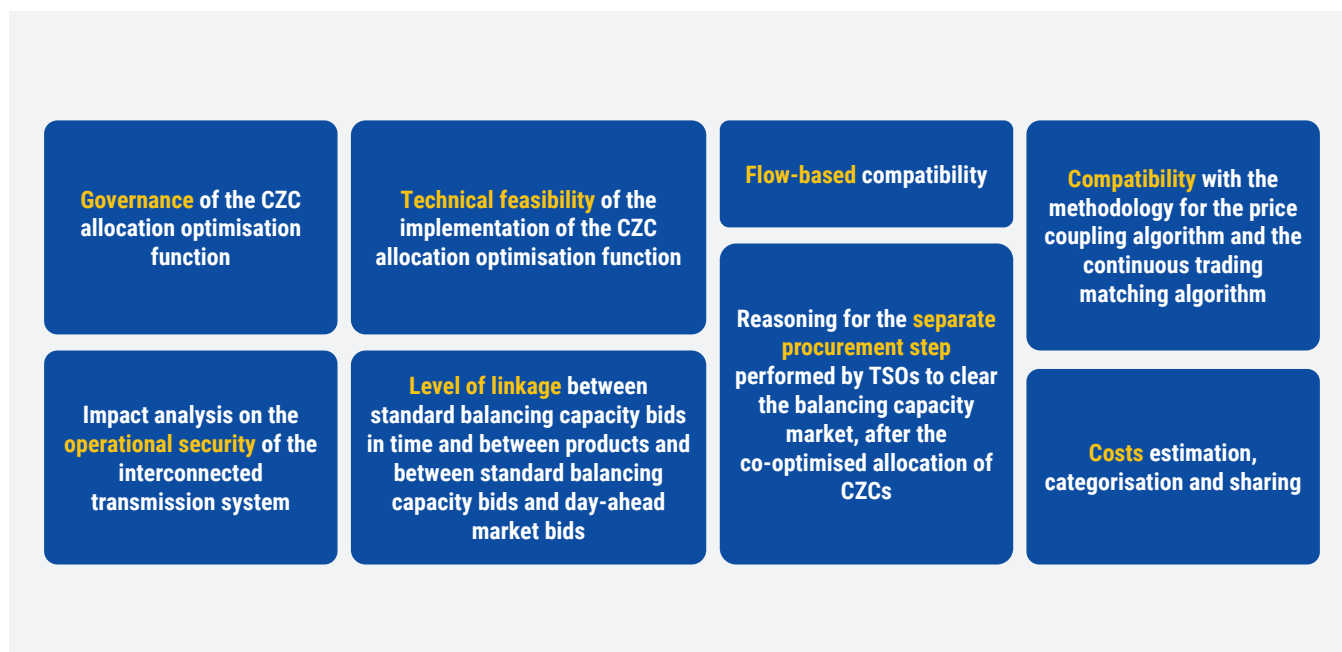 Governance of the CZC
allocation optimisation
function
Impact analysis on the
operational security of the
interconnected
transmission system
Technical feasibility of the
implementation of the CZC
allocation optimisation function
Level of linkage between
standard balancing capacity bids
in time and between products and
between standard balancing
capacity bids and day-ahead
market bids
Flow-based compatibility
Reasoning for the separate
procurement step
performed by TSOs to clear
the balancing capacity
market, after the
co-optimised allocation of
CZCs
Compatibility with the
methodology for the price
coupling algorithm and the
continuous trading
matching algorithm
Costs estimation,
categorisation and sharing